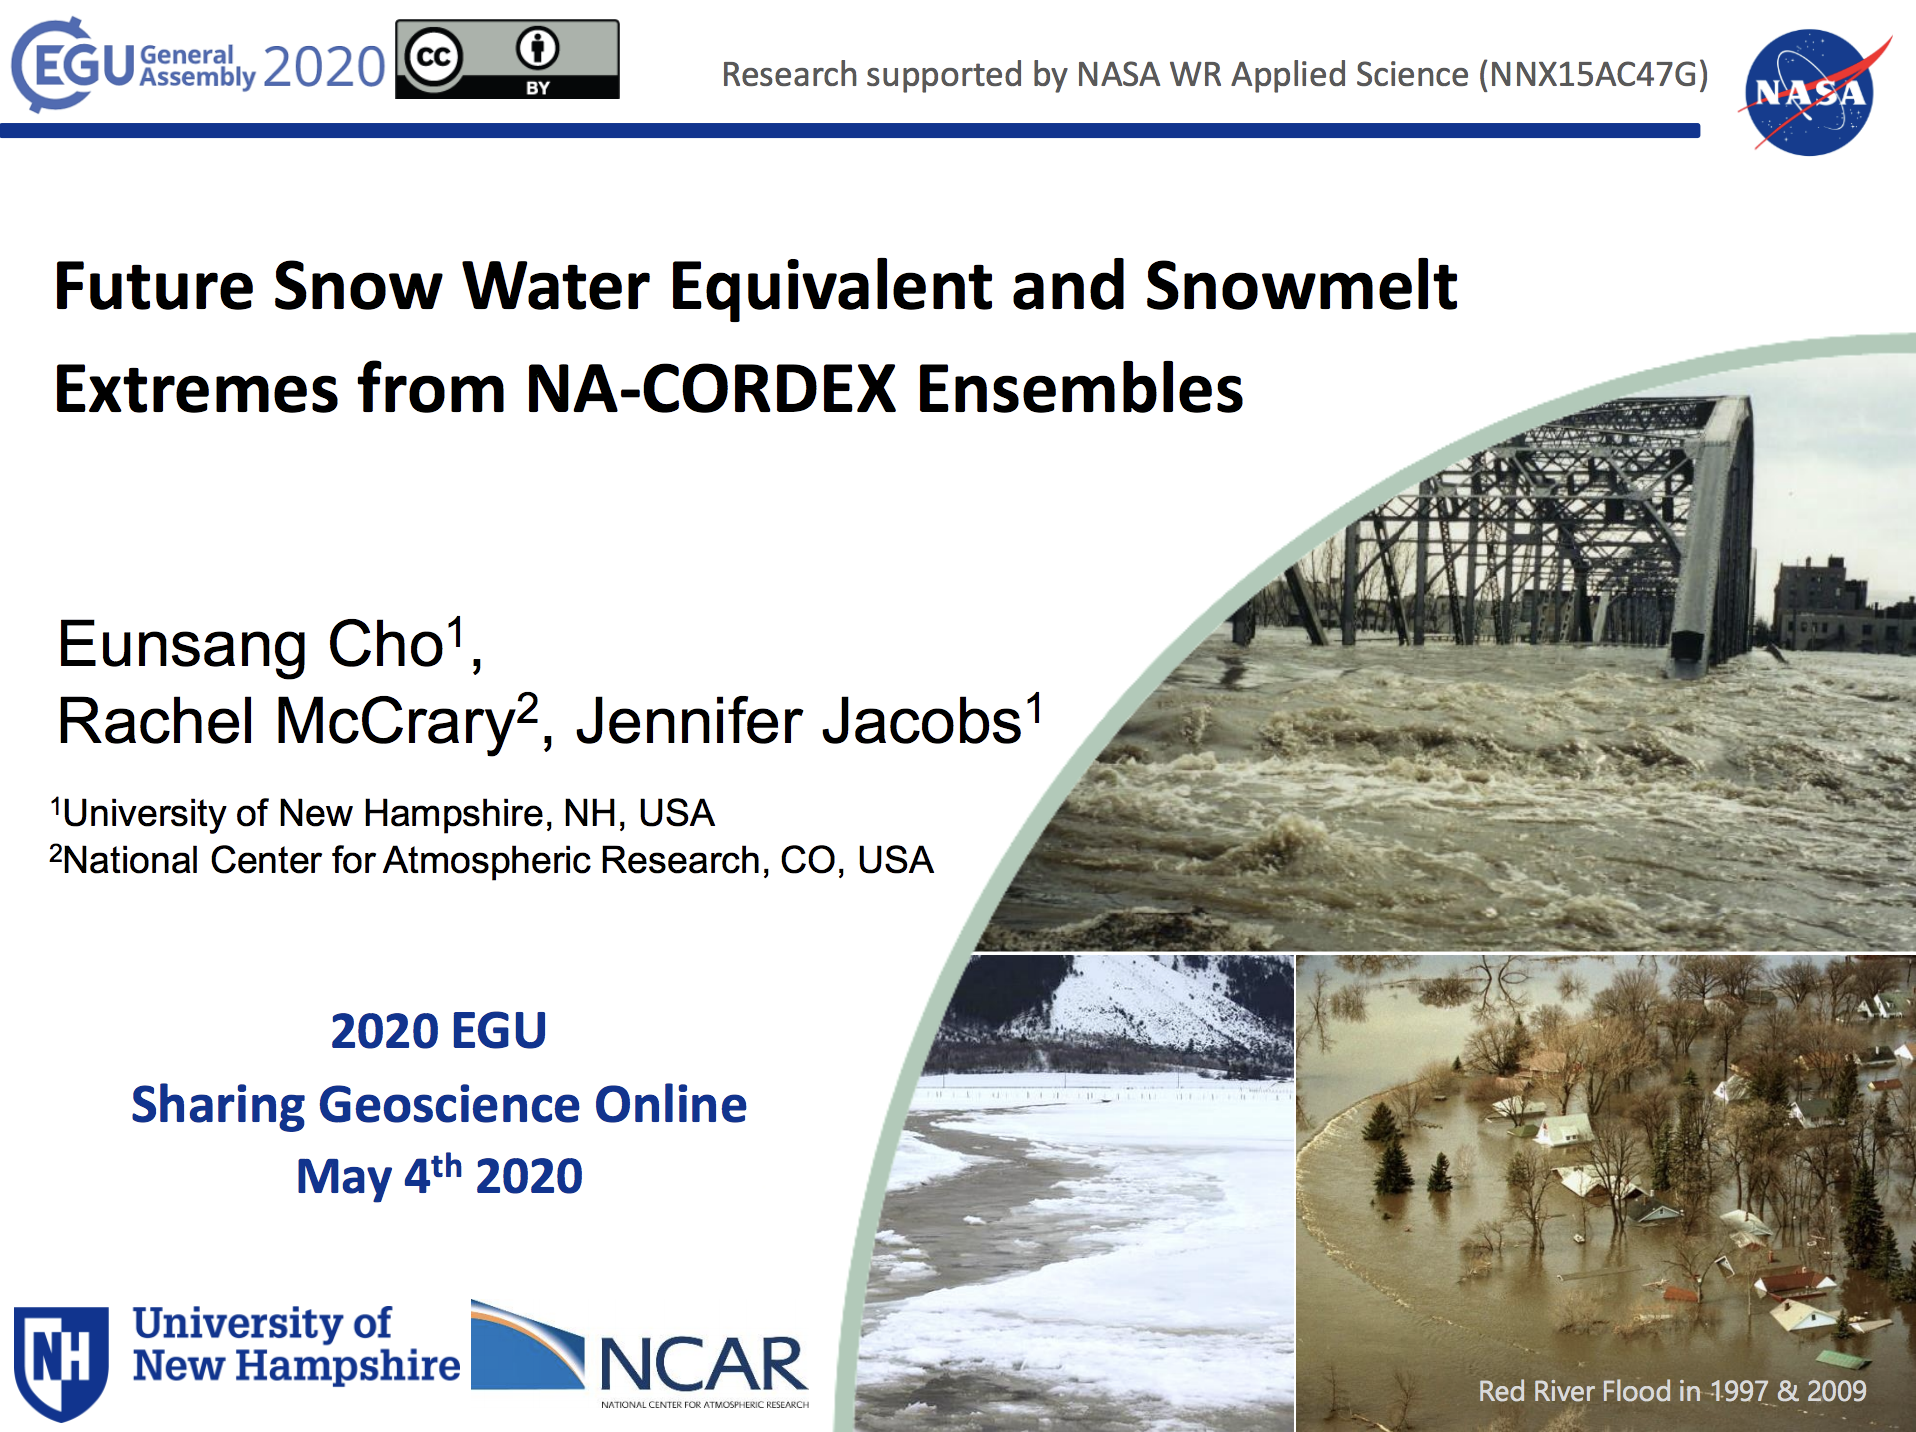 EGU General Assembly 2020
cc BY
Research supported by NASA WR Applied Science (NNX15AC47G)
NASA
Future Snow Water Equivalent and Snowmelt
Extremes from NA-CORDEX Ensembles
Eunsang Cho¹,
Rachel McCrary², Jennifer Jacobs¹
¹University of New Hampshire, NH, USA
²National Center for Atmospheric Research, CO, USA
2020 EGU
Sharing Geoscience Online
May 4th 2020
NH
University of
New Hampshire
NCAR
NATIONAL CENTER FOR ATMOSPHERIC RESEARCH
Red River Flood in 1997 & 2009